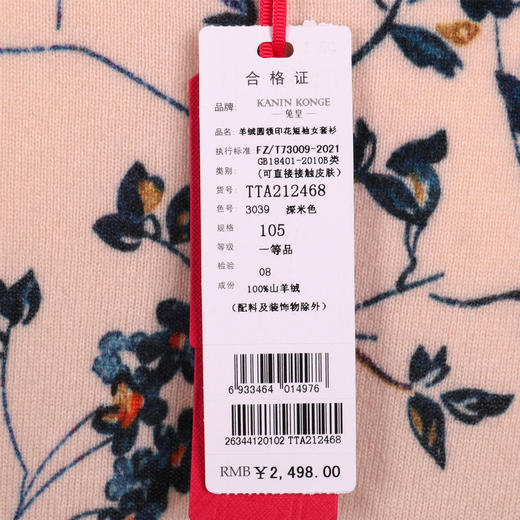 合格证
品牌: KANIN KONGE
—兔皇—
品名: 羊绒圆领印花短袖女套衫
执行标准: FZ/T73009-2021
GB18401-2010B类
类别: (可直接接触皮肤)
货号: TTA212468
色号: 3039 深米色
规格 105
等级 一等品
检验 08
成份 100%山羊绒
(配料及装饰物除外)
6 933464 014976
26344120102 TTA212468
RMB ¥2,498.00